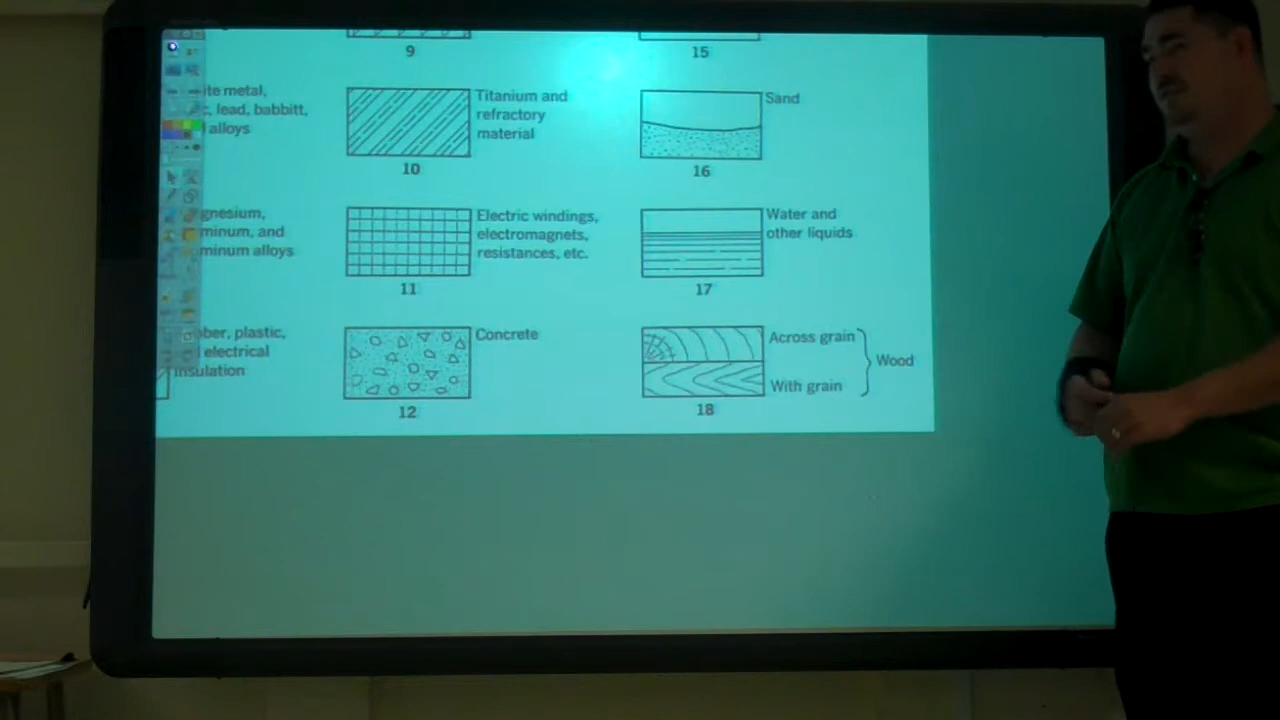 9
15
ite metal,
, lead, babbitt,
alloys
Titanium and
refractory
material
10
Sand
16
gnesium,
minum, and
minum alloys
Electric windings,
electromagnets,
resistances, etc.
11
Water and
other liquids
17
ber, plastic,
electrical
insulation
Concrete
12
Across grain
With grain
Wood
18